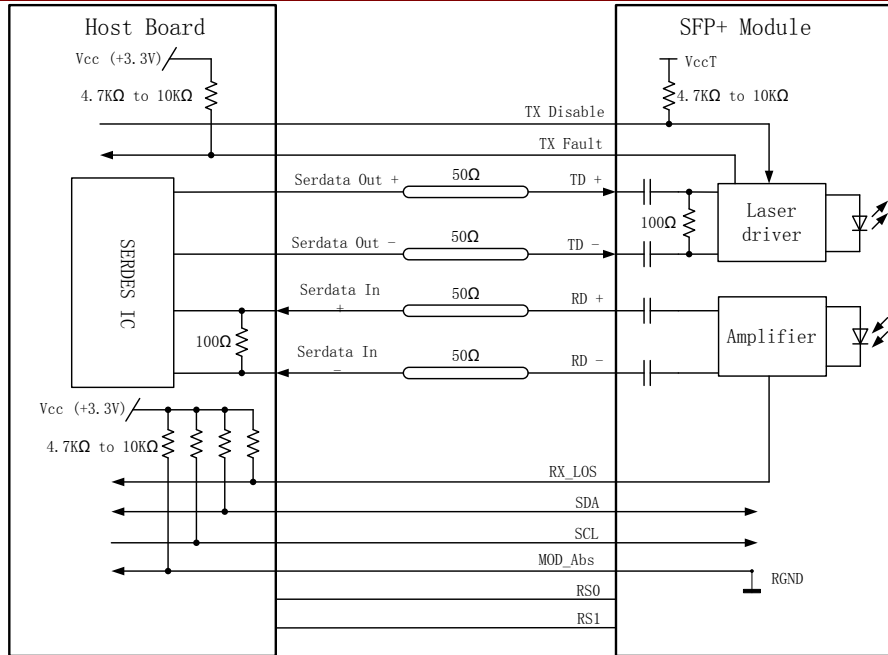 Host Board
SFP+ Module
Vcc (+3.3V)
VccT
4.7KΩ to 10KΩ
4.7KΩ to 10KΩ
TX Disable
TX Fault
Serdata Out +
50Ω
TD +
100Ω
Laser
driver
SERDES IC
Serdata Out -
50Ω
TD -
Serdata In
+
50Ω
RD +
100Ω
Amplifier
Serdata In
-
50Ω
RD -
Vcc (+3.3V)
4.7KΩ to 10KΩ
RX_LOS
SDA
SCL
MOD_Abs
RGND
RS0
RS1